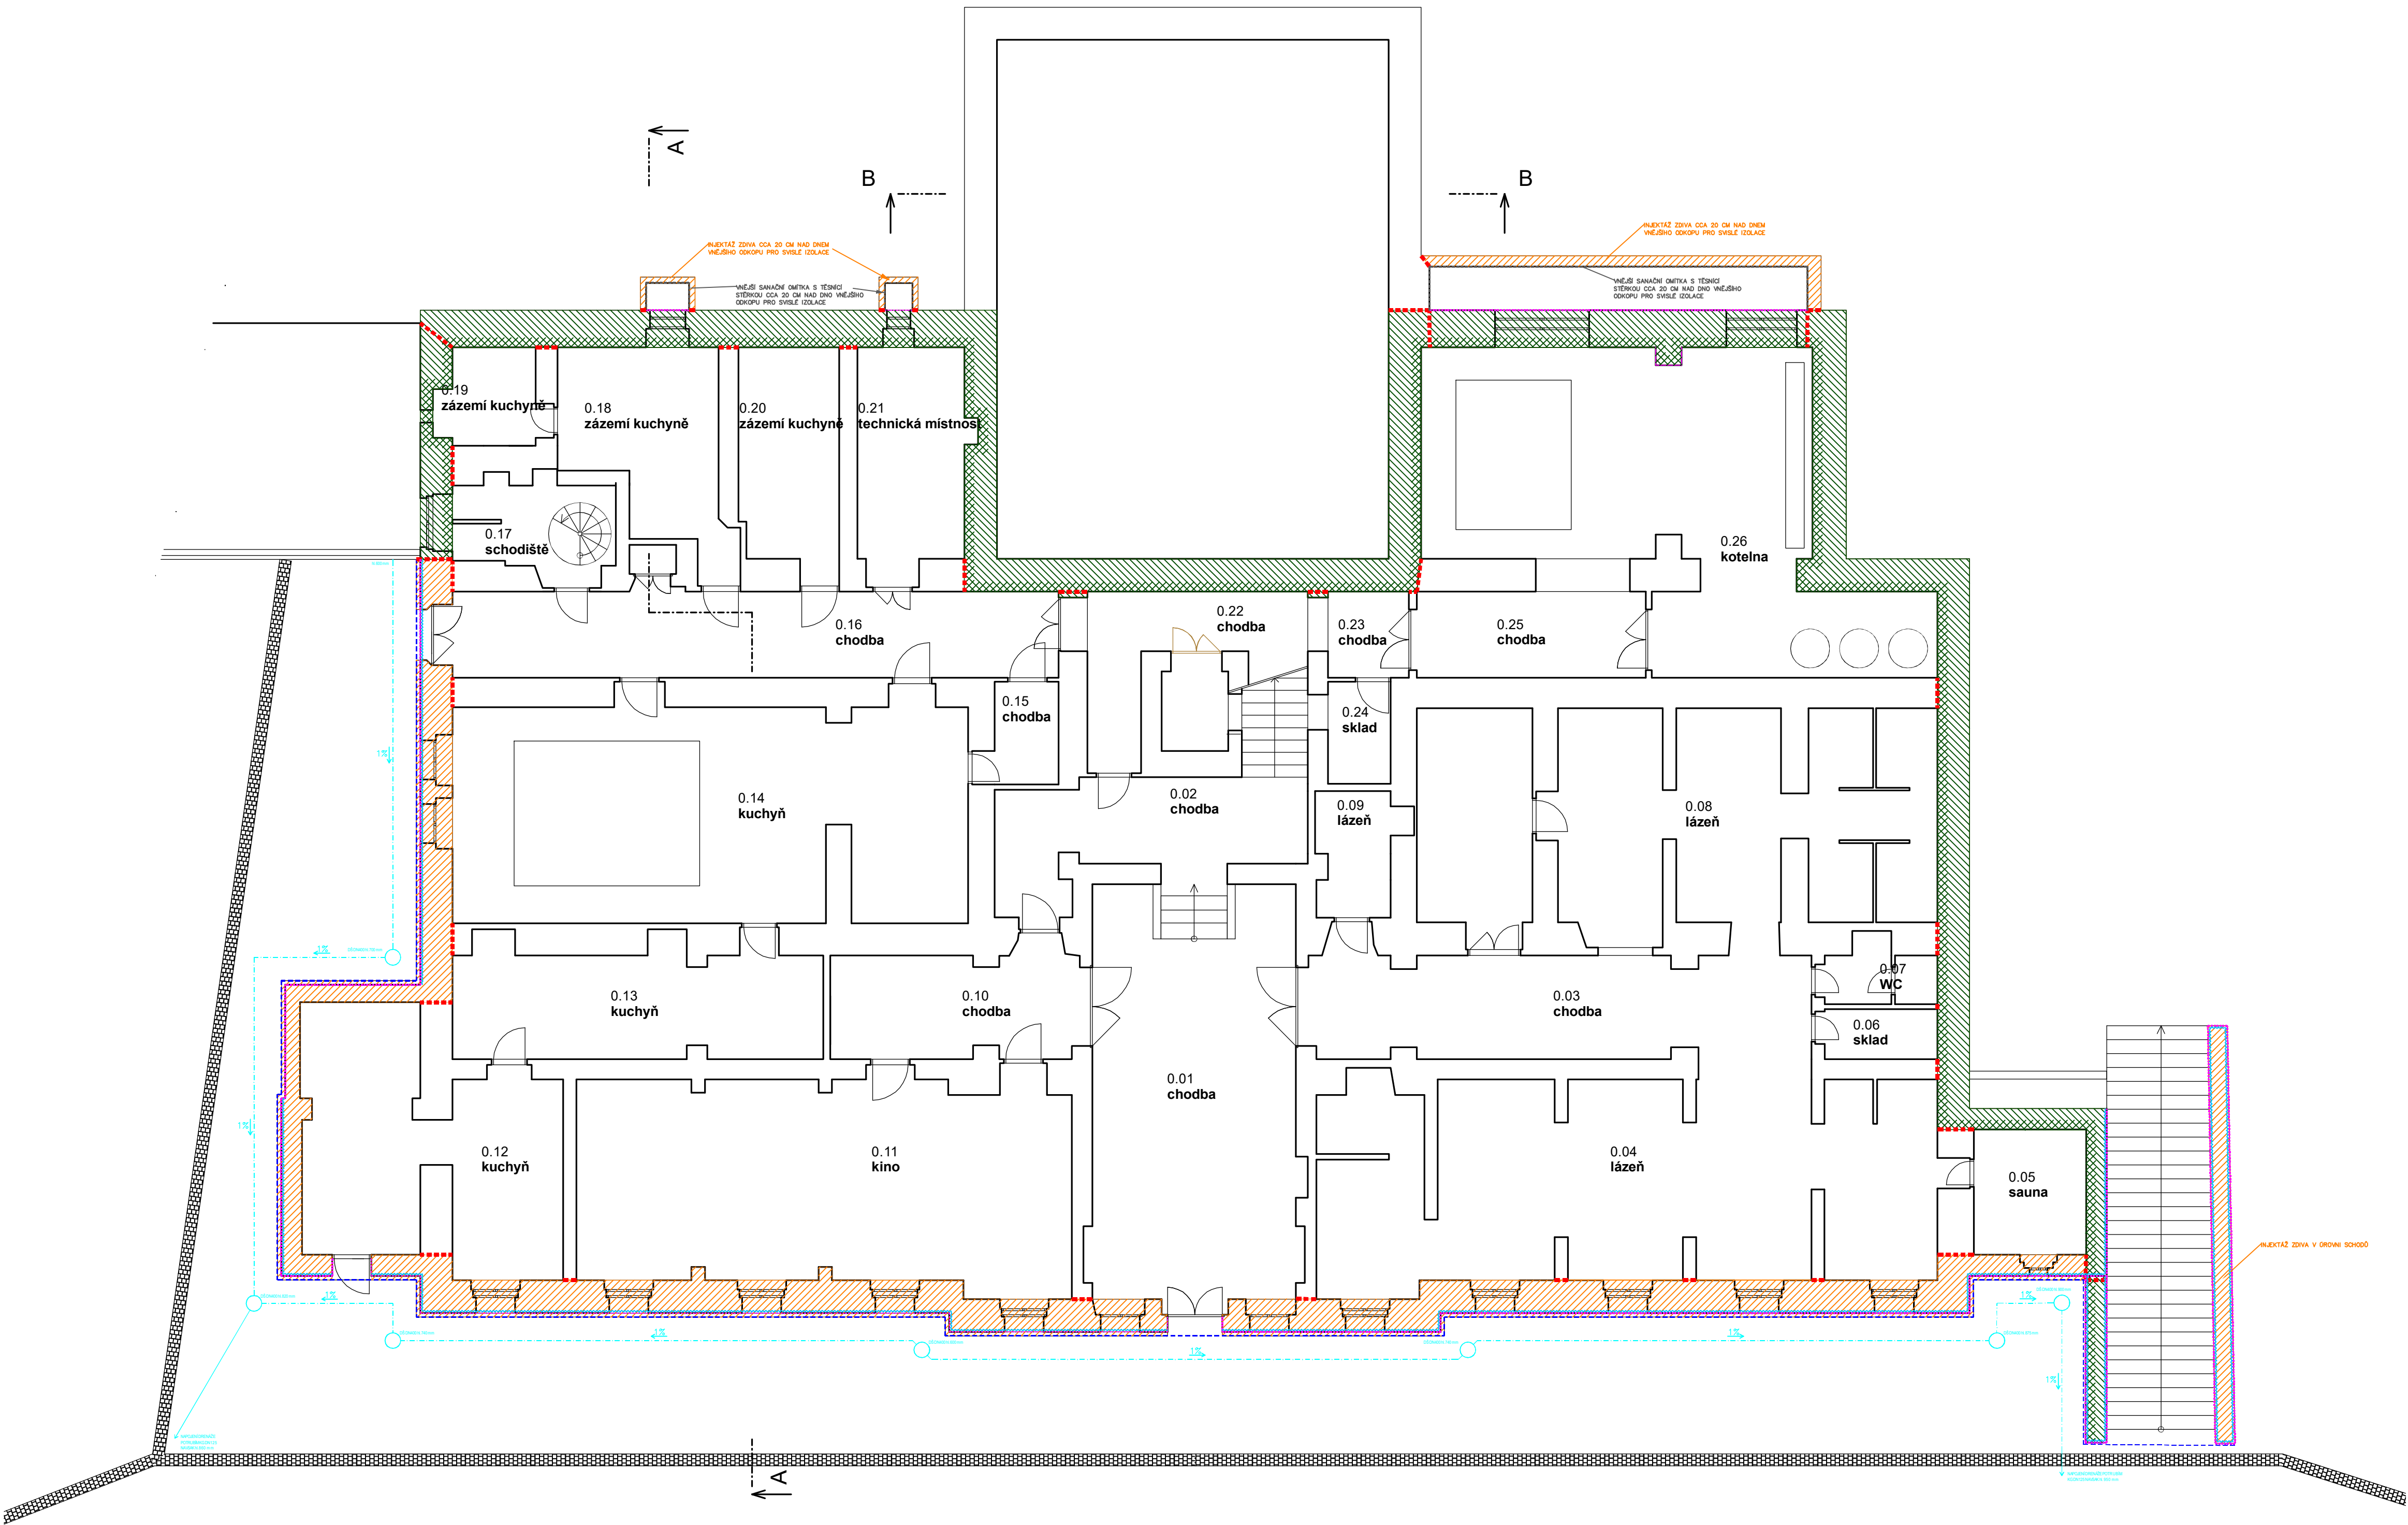 A
B
B
INJEKTÁŽ ZDIVA CCA 20 CM NAD DNEM
VNĚJŠÍHO ODKOPU PRO SVISLÉ IZOLACE
INJEKTÁŽ ZDIVA CCA 20 CM NAD DNEM
VNĚJŠÍHO ODKOPU PRO SVISLÉ IZOLACE
VNĚJŠÍ SANAČNÍ OMÍTKA S TĚSNÍCÍ
STĚRKOU CCA 20 CM NAD DNO VNĚJŠÍHO
ODKOPU PRO SVISLÉ IZOLACE
VNĚJŠÍ SANAČNÍ OMÍTKA S TĚSNÍCÍ
STĚRKOU CCA 20 CM NAD DNO VNĚJŠÍHO
ODKOPU PRO SVISLÉ IZOLACE
0.19
zázemí kuchyně
0.18
zázemí kuchyně
0.20
zázemí kuchyně
0.21
technická místnost
0.17
schodiště
0.26
kotelna
0.16
chodba
0.22
chodba
0.23
chodba
0.25
chodba
0.15
chodba
0.24
sklad
1%
0.14
kuchyň
0.02
chodba
0.09
lázeň
0.08
lázeň
1%
0.13
kuchyň
0.10
chodba
0.03
chodba
0.07
WC
0.06
sklad
0.01
chodba
1%
0.12
kuchyň
0.11
kino
0.04
lázeň
0.05
sauna
INJEKTÁŽ ZDIVA V ÚROVNI SCHODŮ
1%
1%
1%
1%
1%
1%
A